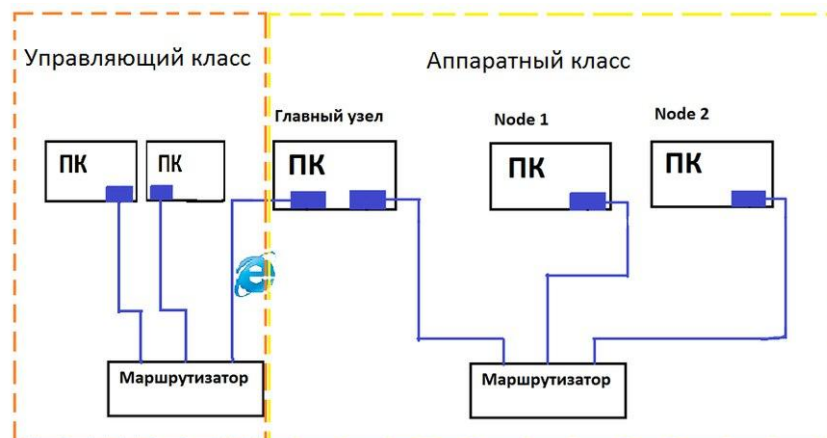 Управляющий класс
Аппаратный класс
Главный узел
Node 1
Node 2
ПК
ПК
ПК
ПК
ПК
Маршрутизатор
Маршрутизатор